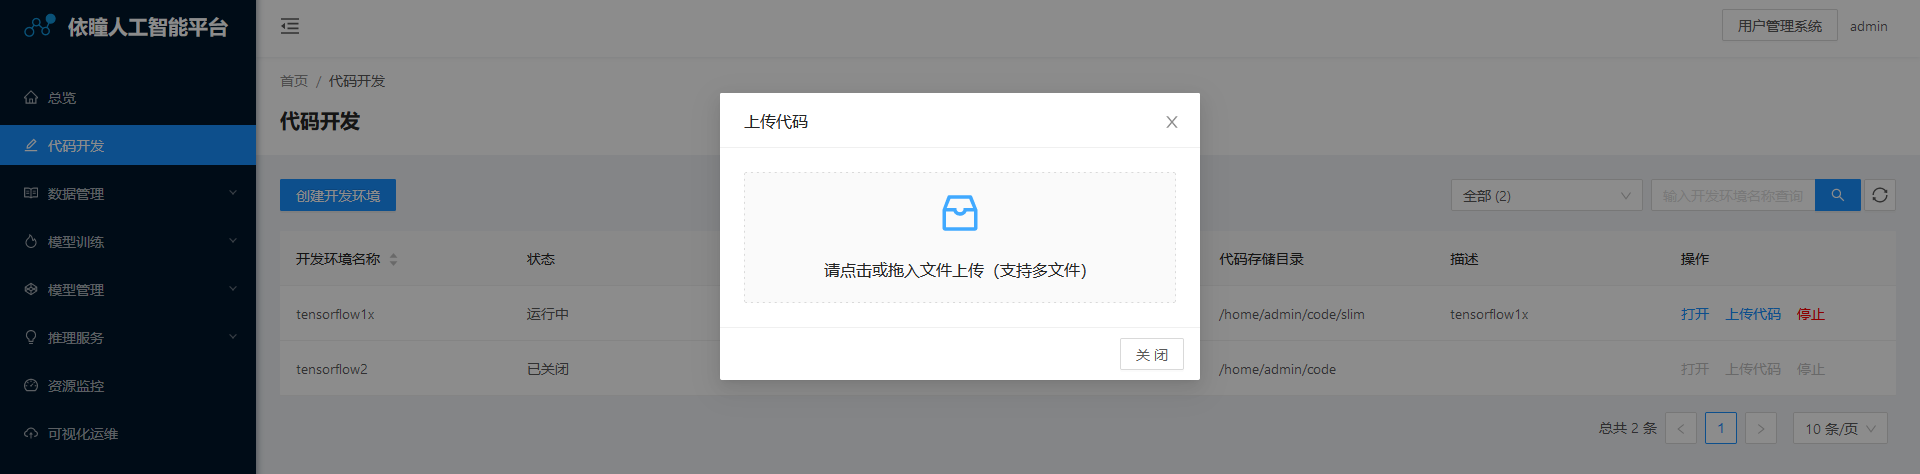 依瞳人工智能平台
用户管理系统
admin
总览
代码开发
数据管理
模型训练
模型管理
推理服务
资源监控
可视化运维
首页 / 代码开发
代码开发
创建开发环境
全部 (2)
输入开发环境名称查询
开发环境名称 状态 代码存储目录 描述 操作
tensorflow1x 运行中 /home/admin/code/slim tensorflow1x 打开 上传代码 停止
tensorflow2 已关闭 /home/admin/code 打开 上传代码 停止
总共 2 条 < 1 > 10 条/页
上传代码
请点击或拖入文件上传（支持多文件）
关 闭